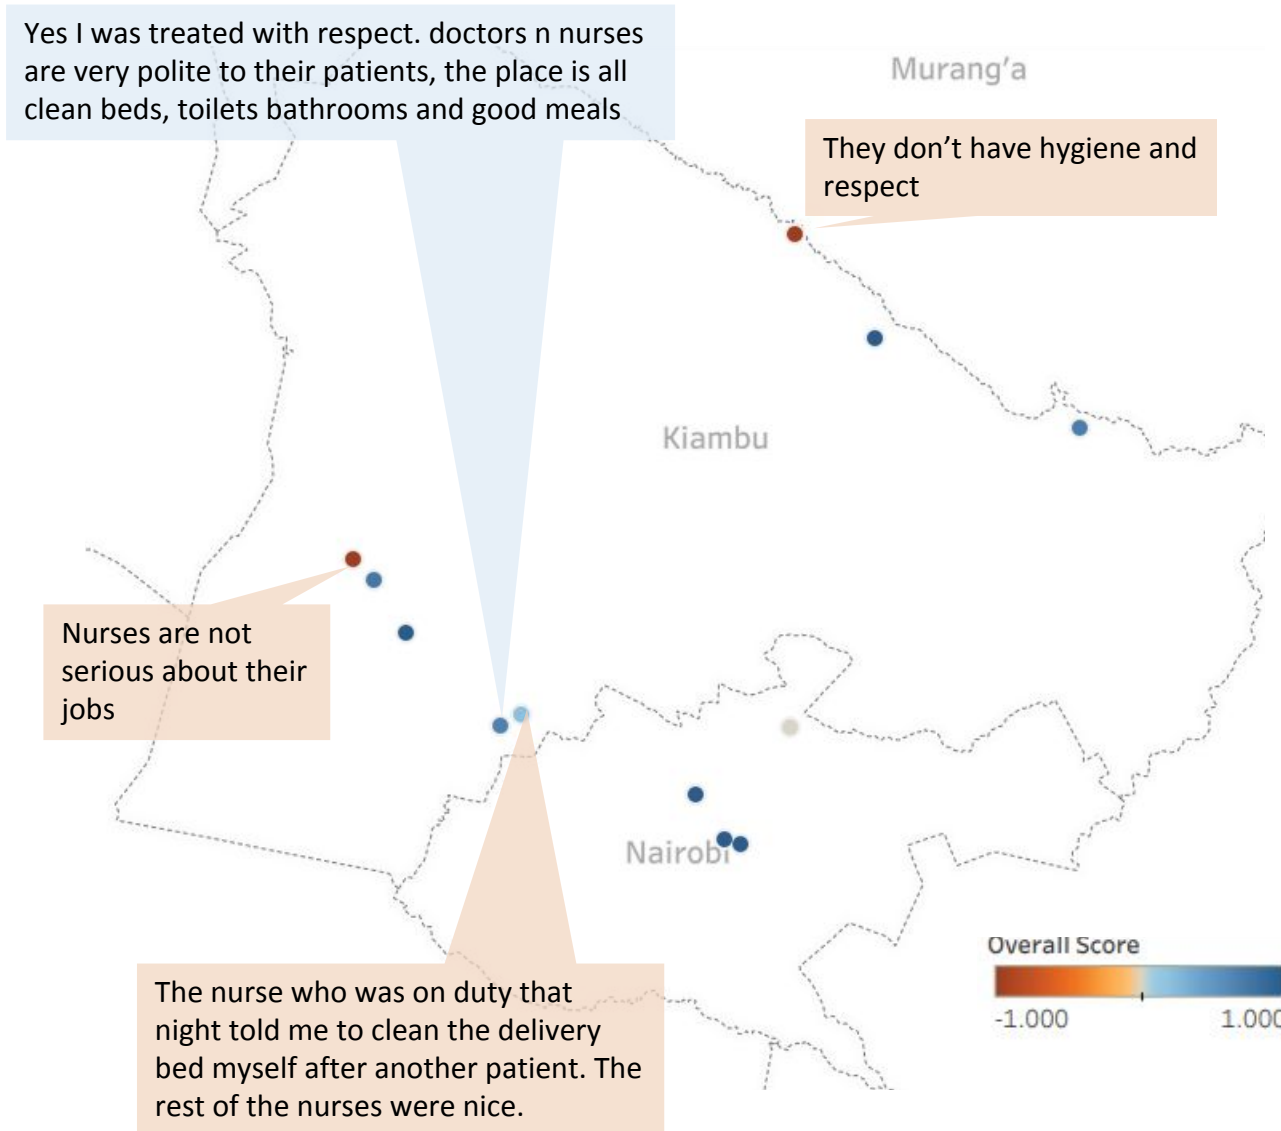 Yes I was treated with respect. doctors n nurses
are very polite to their patients, the place is all
clean beds, toilets bathrooms and good meals
Murang’a
They don’t have hygiene and
respect
Kiambu
Nurses are not
serious about their
jobs
Nairobi
The nurse who was on duty that
night told me to clean the delivery
bed myself after another patient. The
rest of the nurses were nice.
Overall Score
-1.000 1.000